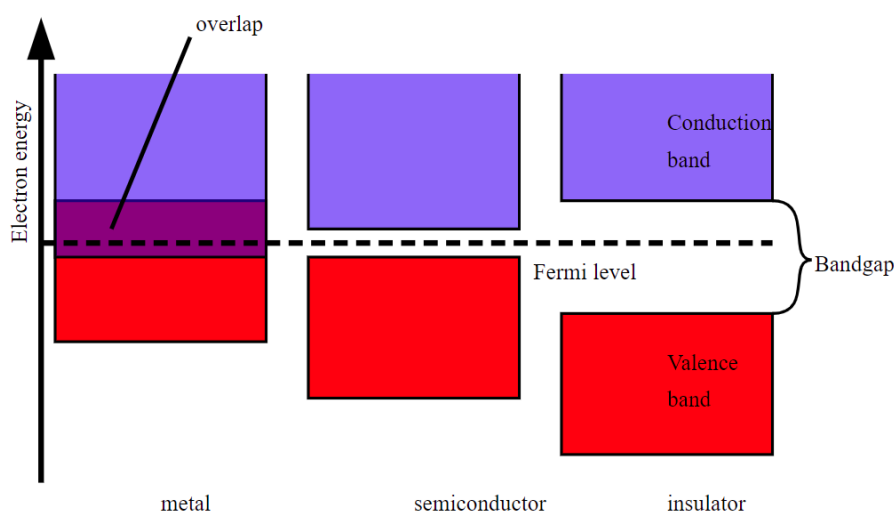 overlap
Electron energy
Conduction
band
Fermi level
Bandgap
Valence
band
metal
semiconductor
insulator